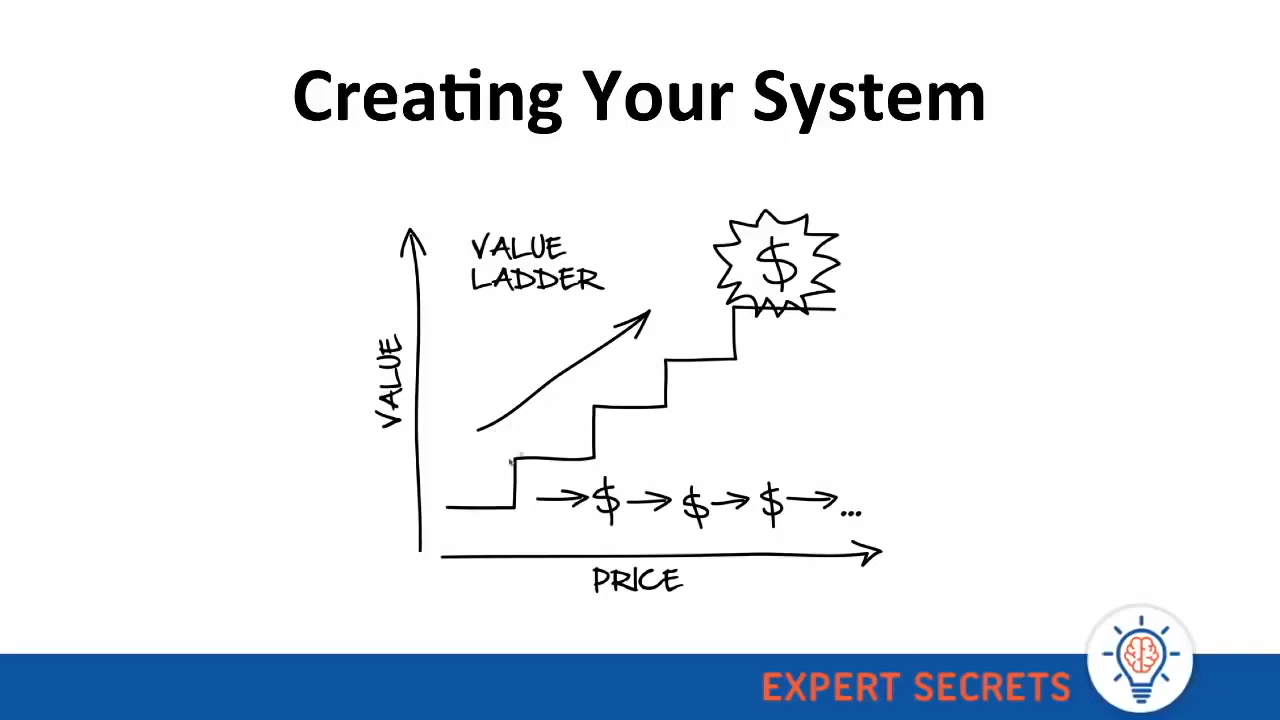 Creating Your System
VALUE
LADDER
$
VALUE
→ $ → $ → $ → ...
PRICE
EXPERT SECRETS